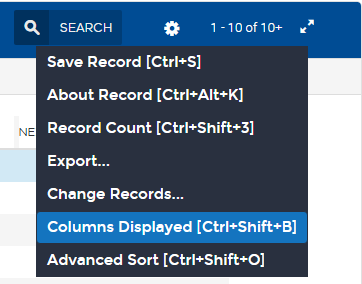 SEARCH 1 - 10 of 10+
Save Record [Ctrl+S]
About Record [Ctrl+Alt+K]
NE
Record Count [Ctrl+Shift+3]
Export...
Change Records...
Columns Displayed [Ctrl+Shift+B]
Advanced Sort [Ctrl+Shift+O]